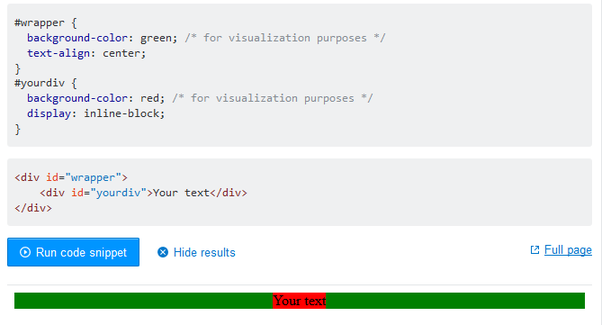 #wrapper {
  background-color: green; /* for visualization purposes */
  text-align: center;
}
#yourdiv {
  background-color: red; /* for visualization purposes */
  display: inline-block;
}
<div id="wrapper">
    <div id="yourdiv">Your text</div>
</div>
Run code snippet Hide results Full page
Your text